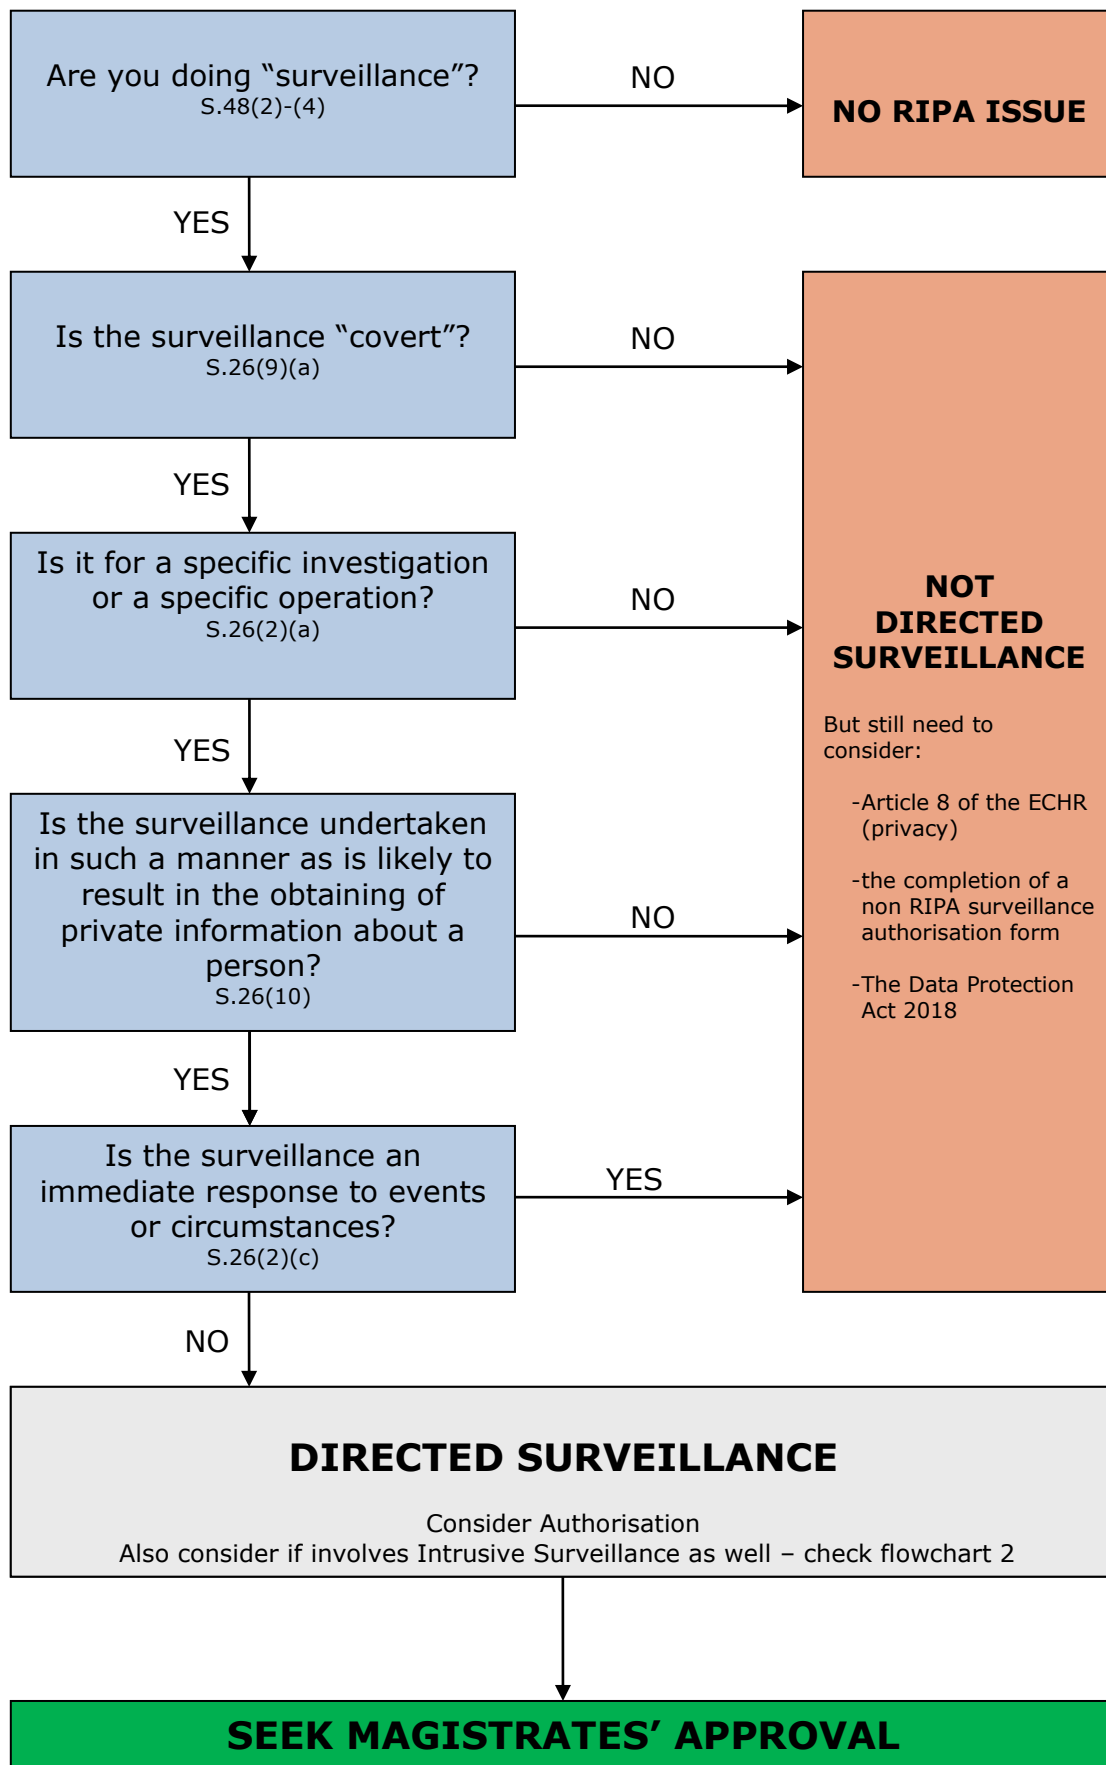 Are you doing “surveillance”?
S.48(2)-(4)
NO
NO RIPA ISSUE
YES
Is the surveillance “covert”?
S.26(9)(a)
NO
YES
Is it for a specific investigation
or a specific operation?
S.26(2)(a)
NO
YES
Is the surveillance undertaken
in such a manner as is likely to
result in the obtaining of
private information about a
person?
S.26(10)
NO
YES
Is the surveillance an
immediate response to events
or circumstances?
S.26(2)(c)
YES
NO
NOT
DIRECTED
SURVEILLANCE
But still need to
consider:
-Article 8 of the ECHR
(privacy)
-the completion of a
non RIPA surveillance
authorisation form
-The Data Protection
Act 2018
DIRECTED SURVEILLANCE
Consider Authorisation
Also consider if involves Intrusive Surveillance as well – check flowchart 2
SEEK MAGISTRATES’ APPROVAL